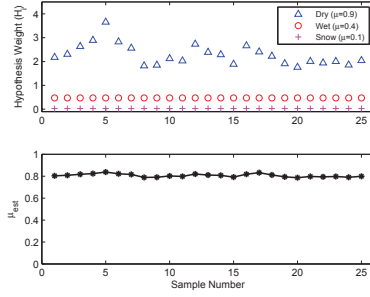 Hypothesis Weight (H_i)
4
3
2
1
0
Dry (μ=0.9)
Wet (μ=0.4)
Snow (μ=0.1)
0 5 10 15 20 25
μ_est
1
0.8
0.6
0.4
0.2
0
0 5 10 15 20 25
Sample Number